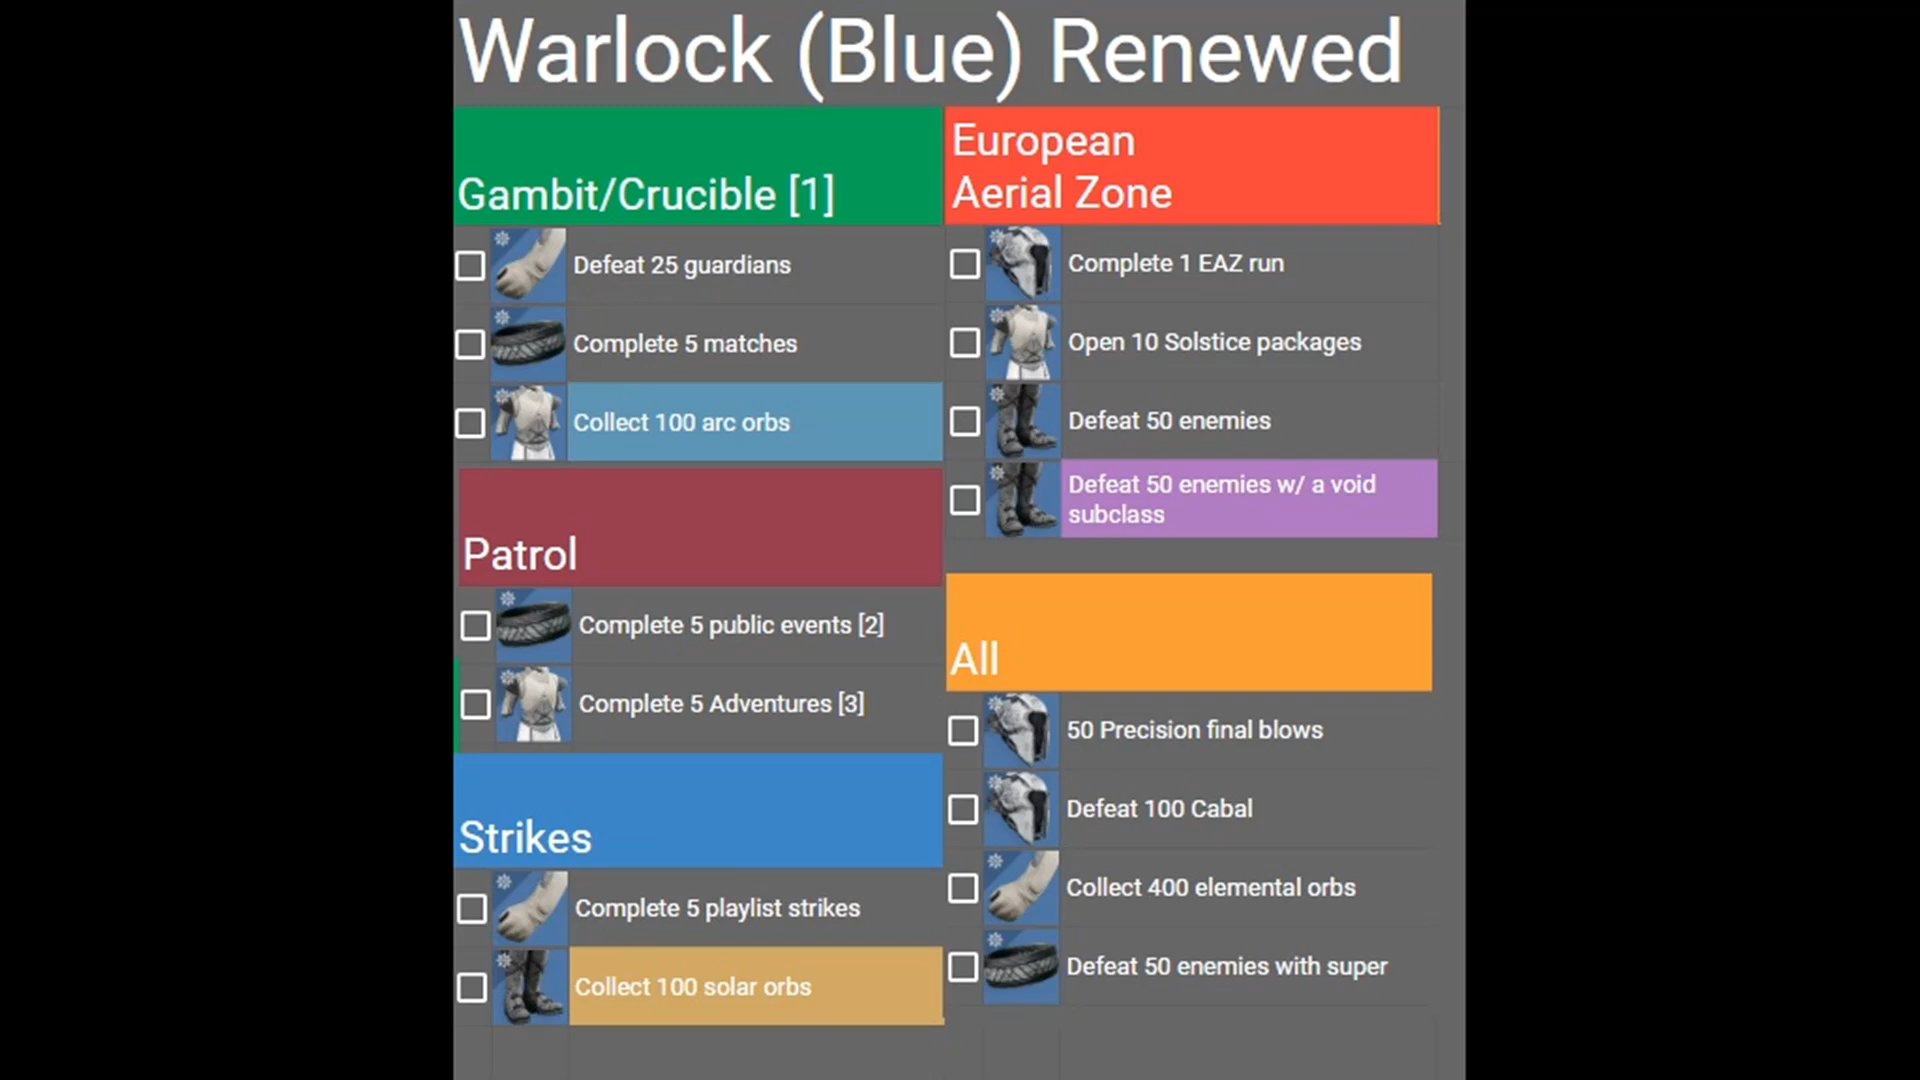 Warlock (Blue) Renewed
Gambit/Crucible [1]
Defeat 25 guardians
Complete 5 matches
Collect 100 arc orbs
Patrol
Complete 5 public events [2]
Complete 5 Adventures [3]
Strikes
Complete 5 playlist strikes
Collect 100 solar orbs
European
Aerial Zone
Complete 1 EAZ run
Open 10 Solstice packages
Defeat 50 enemies
Defeat 50 enemies w/ a void
subclass
All
50 Precision final blows
Defeat 100 Cabal
Collect 400 elemental orbs
Defeat 50 enemies with super